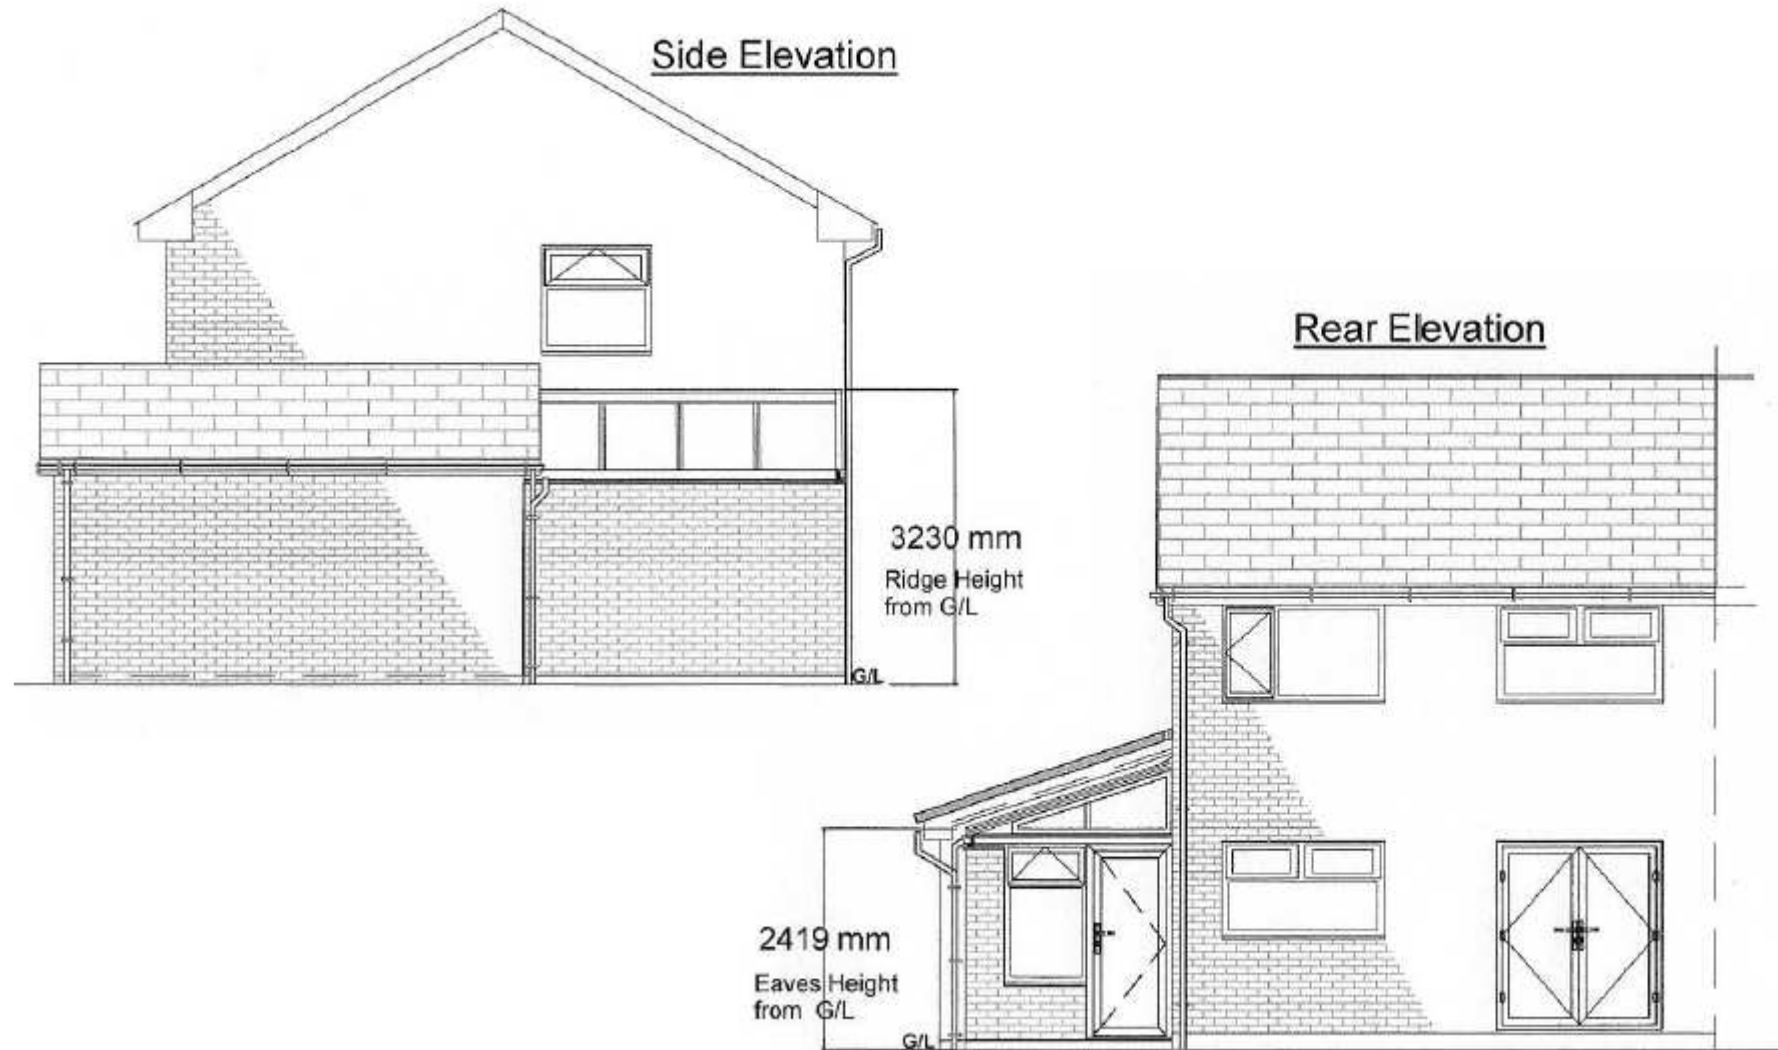 Side Elevation
3230 mm
Ridge Height
from G/L
G/L
Rear Elevation
2419 mm
Eaves Height
from G/L
G/L